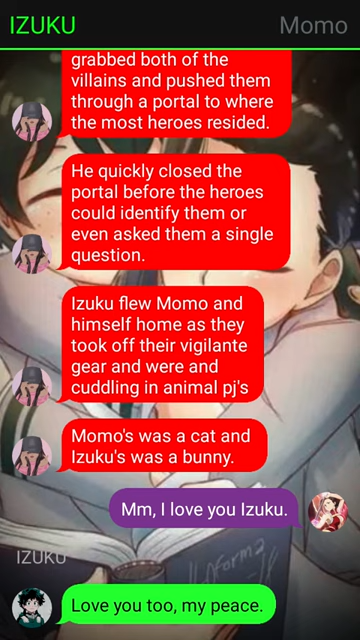 IZUKU
Momo
grabbed both of the
villains and pushed them
through a portal to where
the most heroes resided.
He quickly closed the
portal before the heroes
could identify them or
even asked them a single
question.
Izuku flew Momo and
himself home as they
took off their vigilante
gear and were and
cuddling in animal pj's
Momo's was a cat and
Izuku's was a bunny.
Mm, I love you Izuku.
IZUKU
Love you too, my peace.